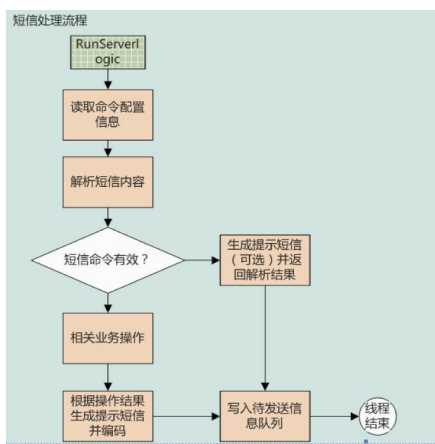 短信处理流程
RunServerl
ogic
读取命令配置
信息
解析短信内容
短信命令有效？
生成提示短信
（可选）并返
回解析结果
相关业务操作
根据操作结果
生成提示短信
并编码
写入待发送信
息队列
线程
结束